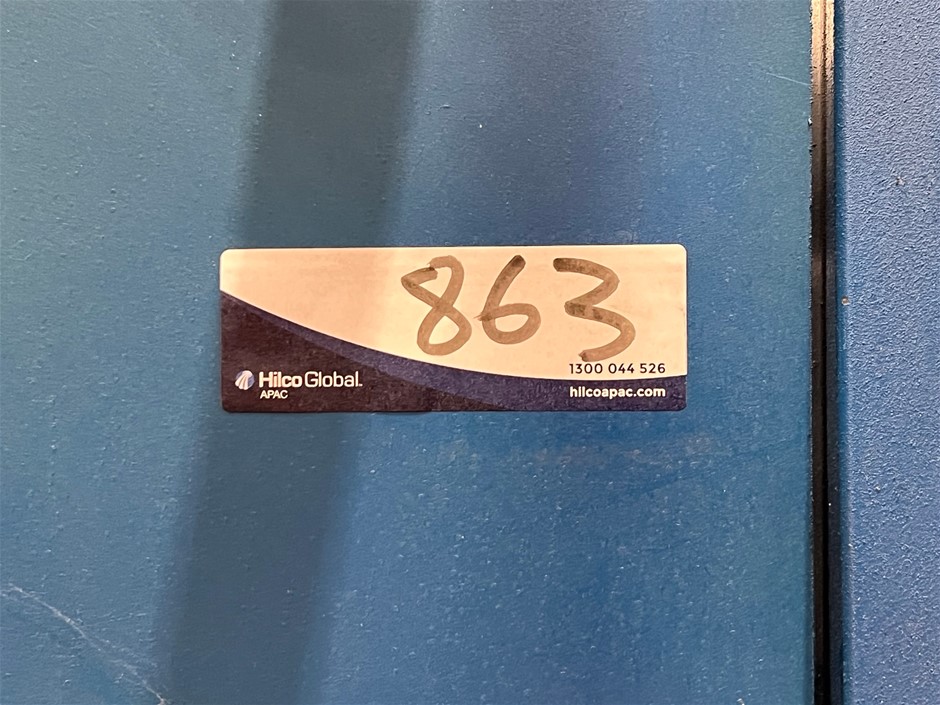 863
1300 044 526
Hilco Global.
APAC
hilcoapac.com